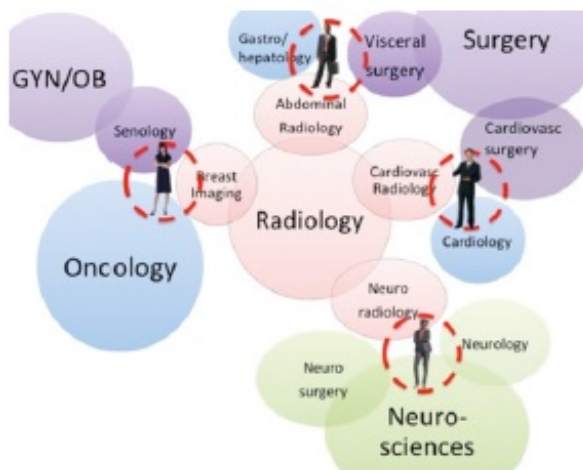 Gastro/
hepatology
Visceral
surgery
Surgery
GYN/OB
Abdominal
Radiology
Senology
Cardiovasc
surgery
Breast
Imaging
Cardiovasc
Radiology
Radiology
Cardiology
Oncology
Neuro
radiology
Neurology
Neuro
surgery
Neuro-
sciences